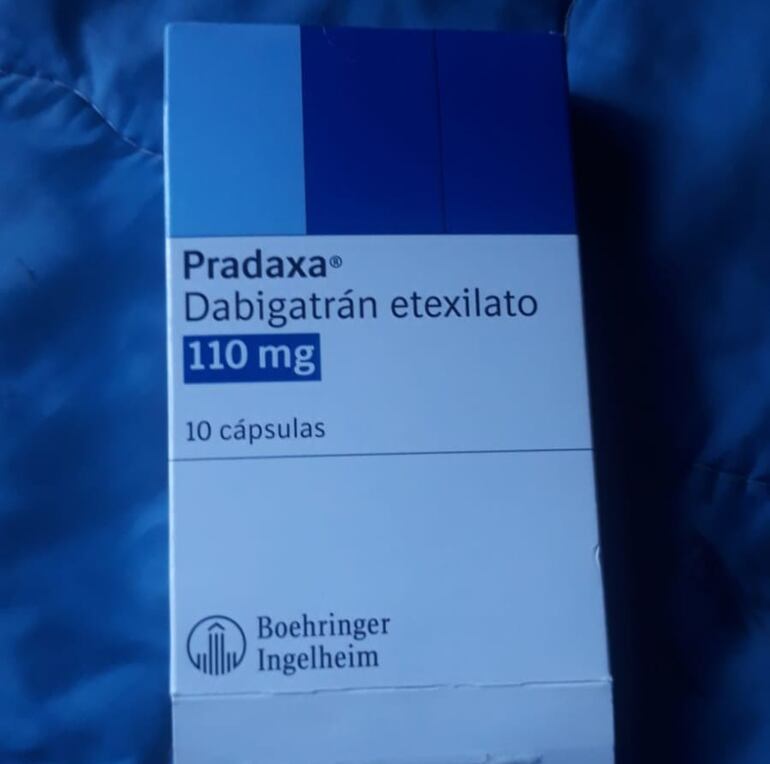 Pradaxa®
Dabigatrán etexilato
110 mg
10 cápsulas
Boehringer
Ingelheim